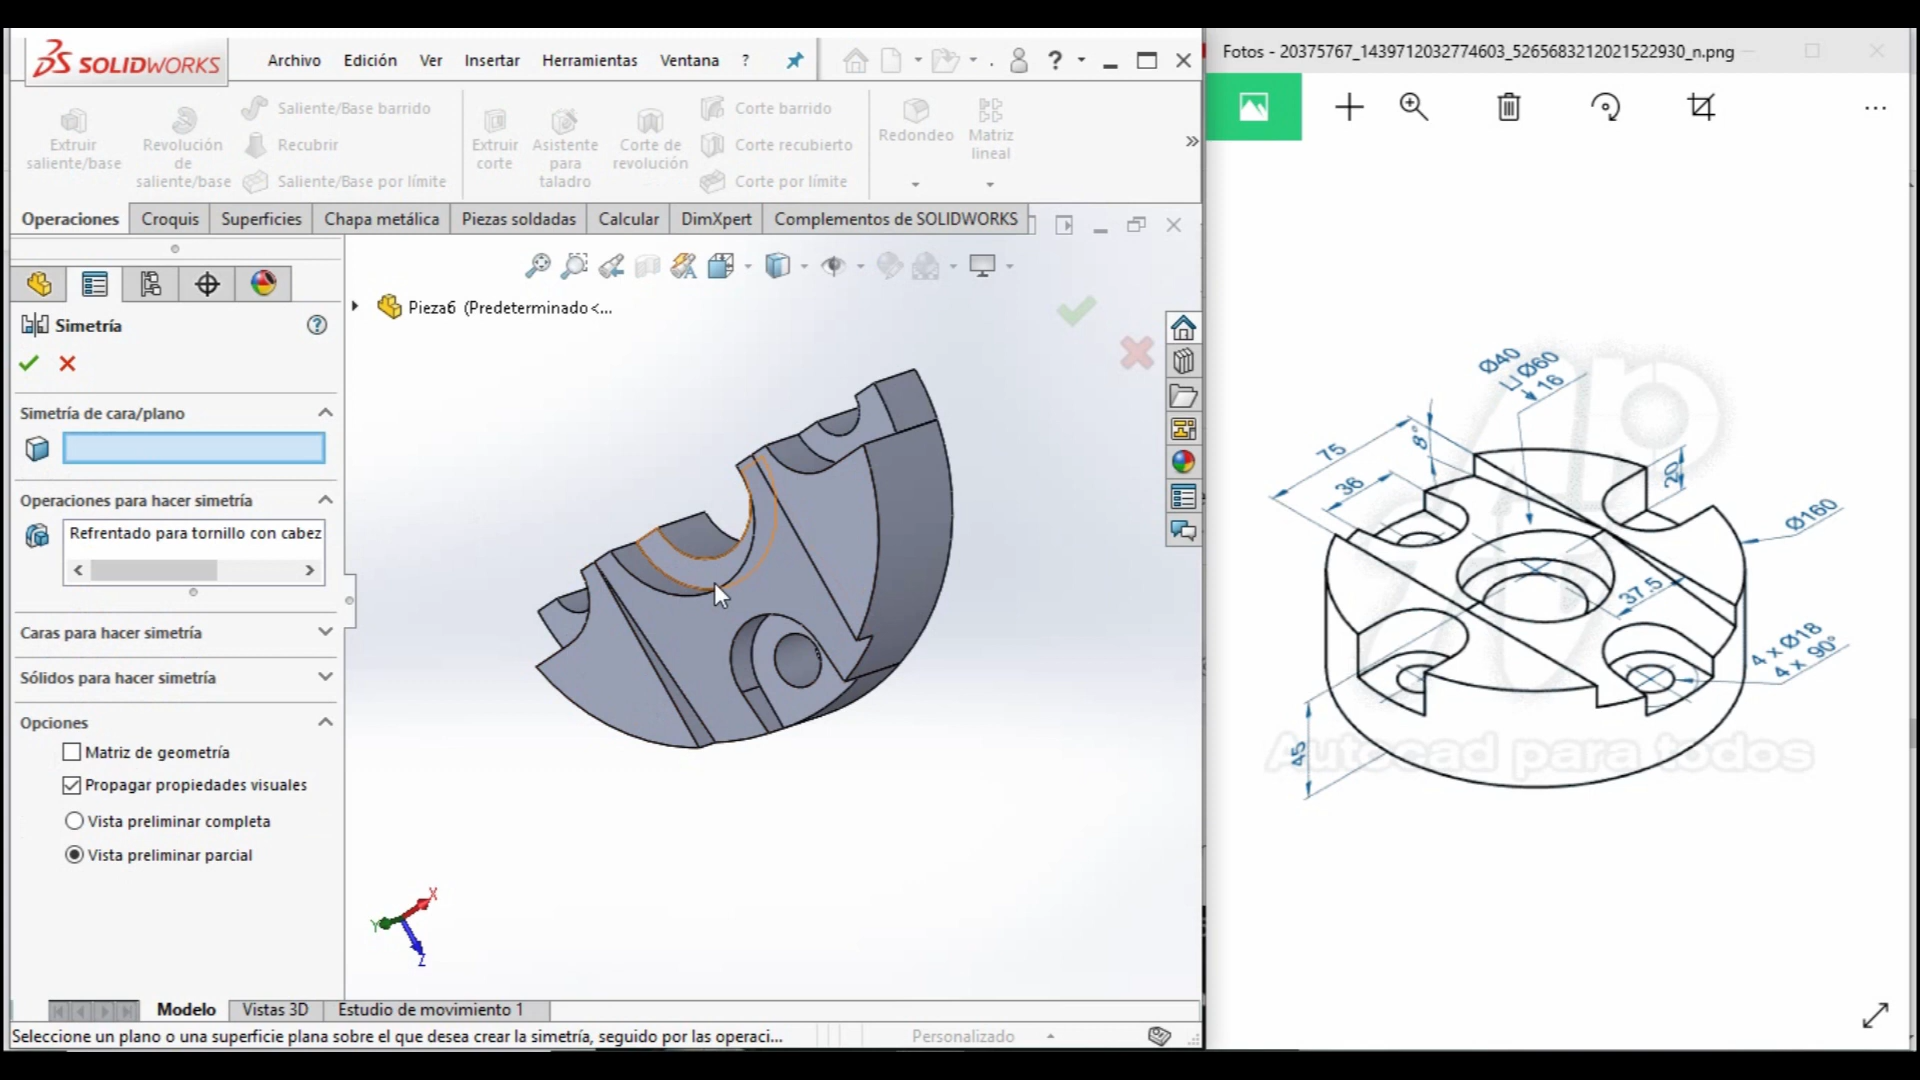 SOLIDWORKS
Archivo
Edición
Ver
Insertar
Herramientas
Ventana
?
?
Extruir
saliente/base
Revolución
de
saliente/base
Saliente/Base barrido
Recubrir
Saliente/Base por límite
Extruir
corte
Asistente
para
taladro
Corte de
revolución
Corte barrido
Corte recubierto
Corte por límite
Redondeo
Matriz
lineal
»
Operaciones
Croquis
Superficies
Chapa metálica
Piezas soldadas
Calcular
DimXpert
Complementos de SOLIDWORKS
Simetría
Simetría de cara/plano
Operaciones para hacer simetría
Refrentado para tornillo con cabez
Caras para hacer simetría
Sólidos para hacer simetría
Opciones
Matriz de geometría
Propagar propiedades visuales
Vista preliminar completa
Vista preliminar parcial
Pieza6 (Predeterminado<...
X
Y
Z
Modelo
Vistas 3D
Estudio de movimiento 1
Seleccione un plano o una superficie plana sobre el que desea crear la simetría, seguido por las operaci...
Personalizado
Fotos - 20375767_1439712032774603_5265683212021522930_n.png
Ø40
⌴ Ø60
↧ 16
75
8°
36
20
Ø160
37.5
4 x Ø18
4 x 90°
45
Autocad para todos